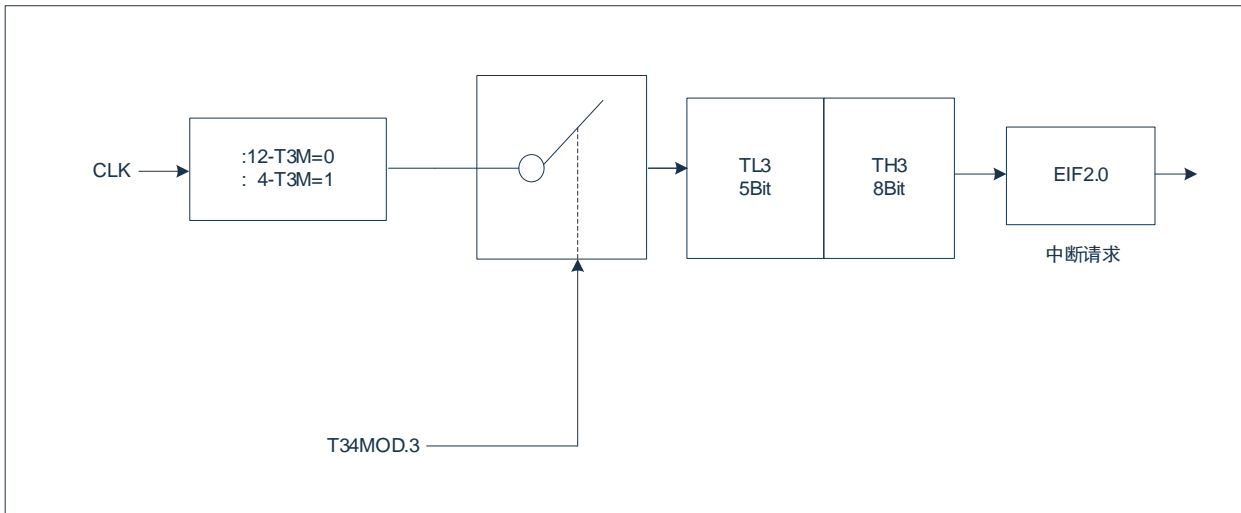 CLK
:12-T3M=0
: 4-T3M=1
TL3
5Bit
TH3
8Bit
EIF2.0
中断请求
T34MOD.3